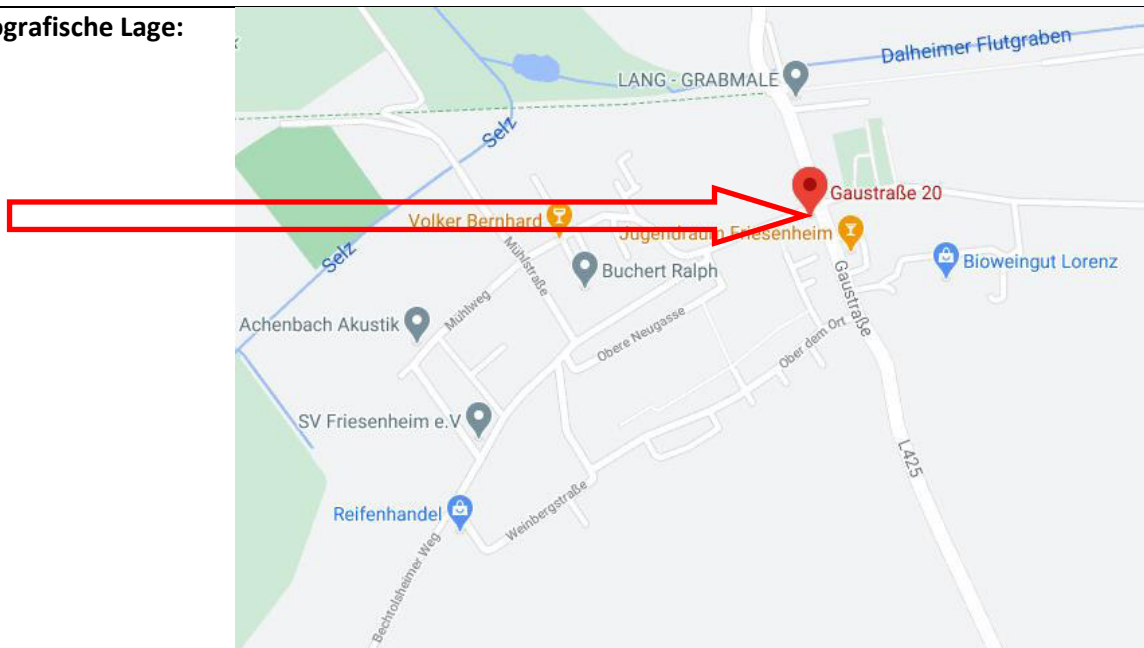 ografische Lage:
Dalheimer Flutgraben
LANG - GRABMALE
Selz
Gaustraße 20
Volker Bernhard
Jugendraum Friesenheim
Mühlstraße
Selz
Buchert Ralph
Bioweingut Lorenz
Gaustraße
Mühlweg
Achenbach Akustik
Obere Neugasse
Ober dem Ort
SV Friesenheim e.V
L425
Reifenhandel
Weinbergstraße
Bechtolsheimer Weg